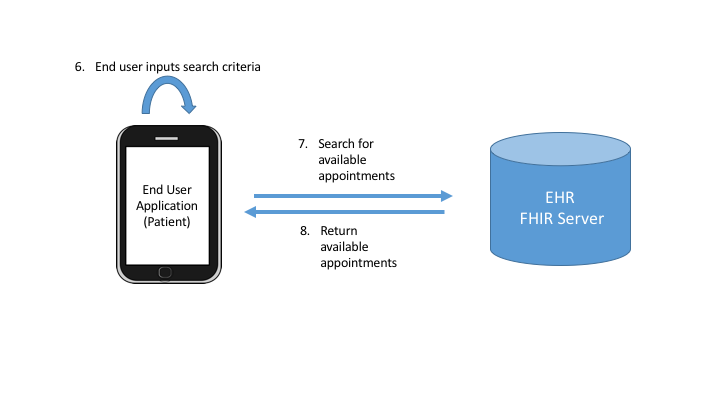 6. End user inputs search criteria
7. Search for
available
appointments
End User
Application
(Patient)
EHR
FHIR Server
8. Return
available
appointments